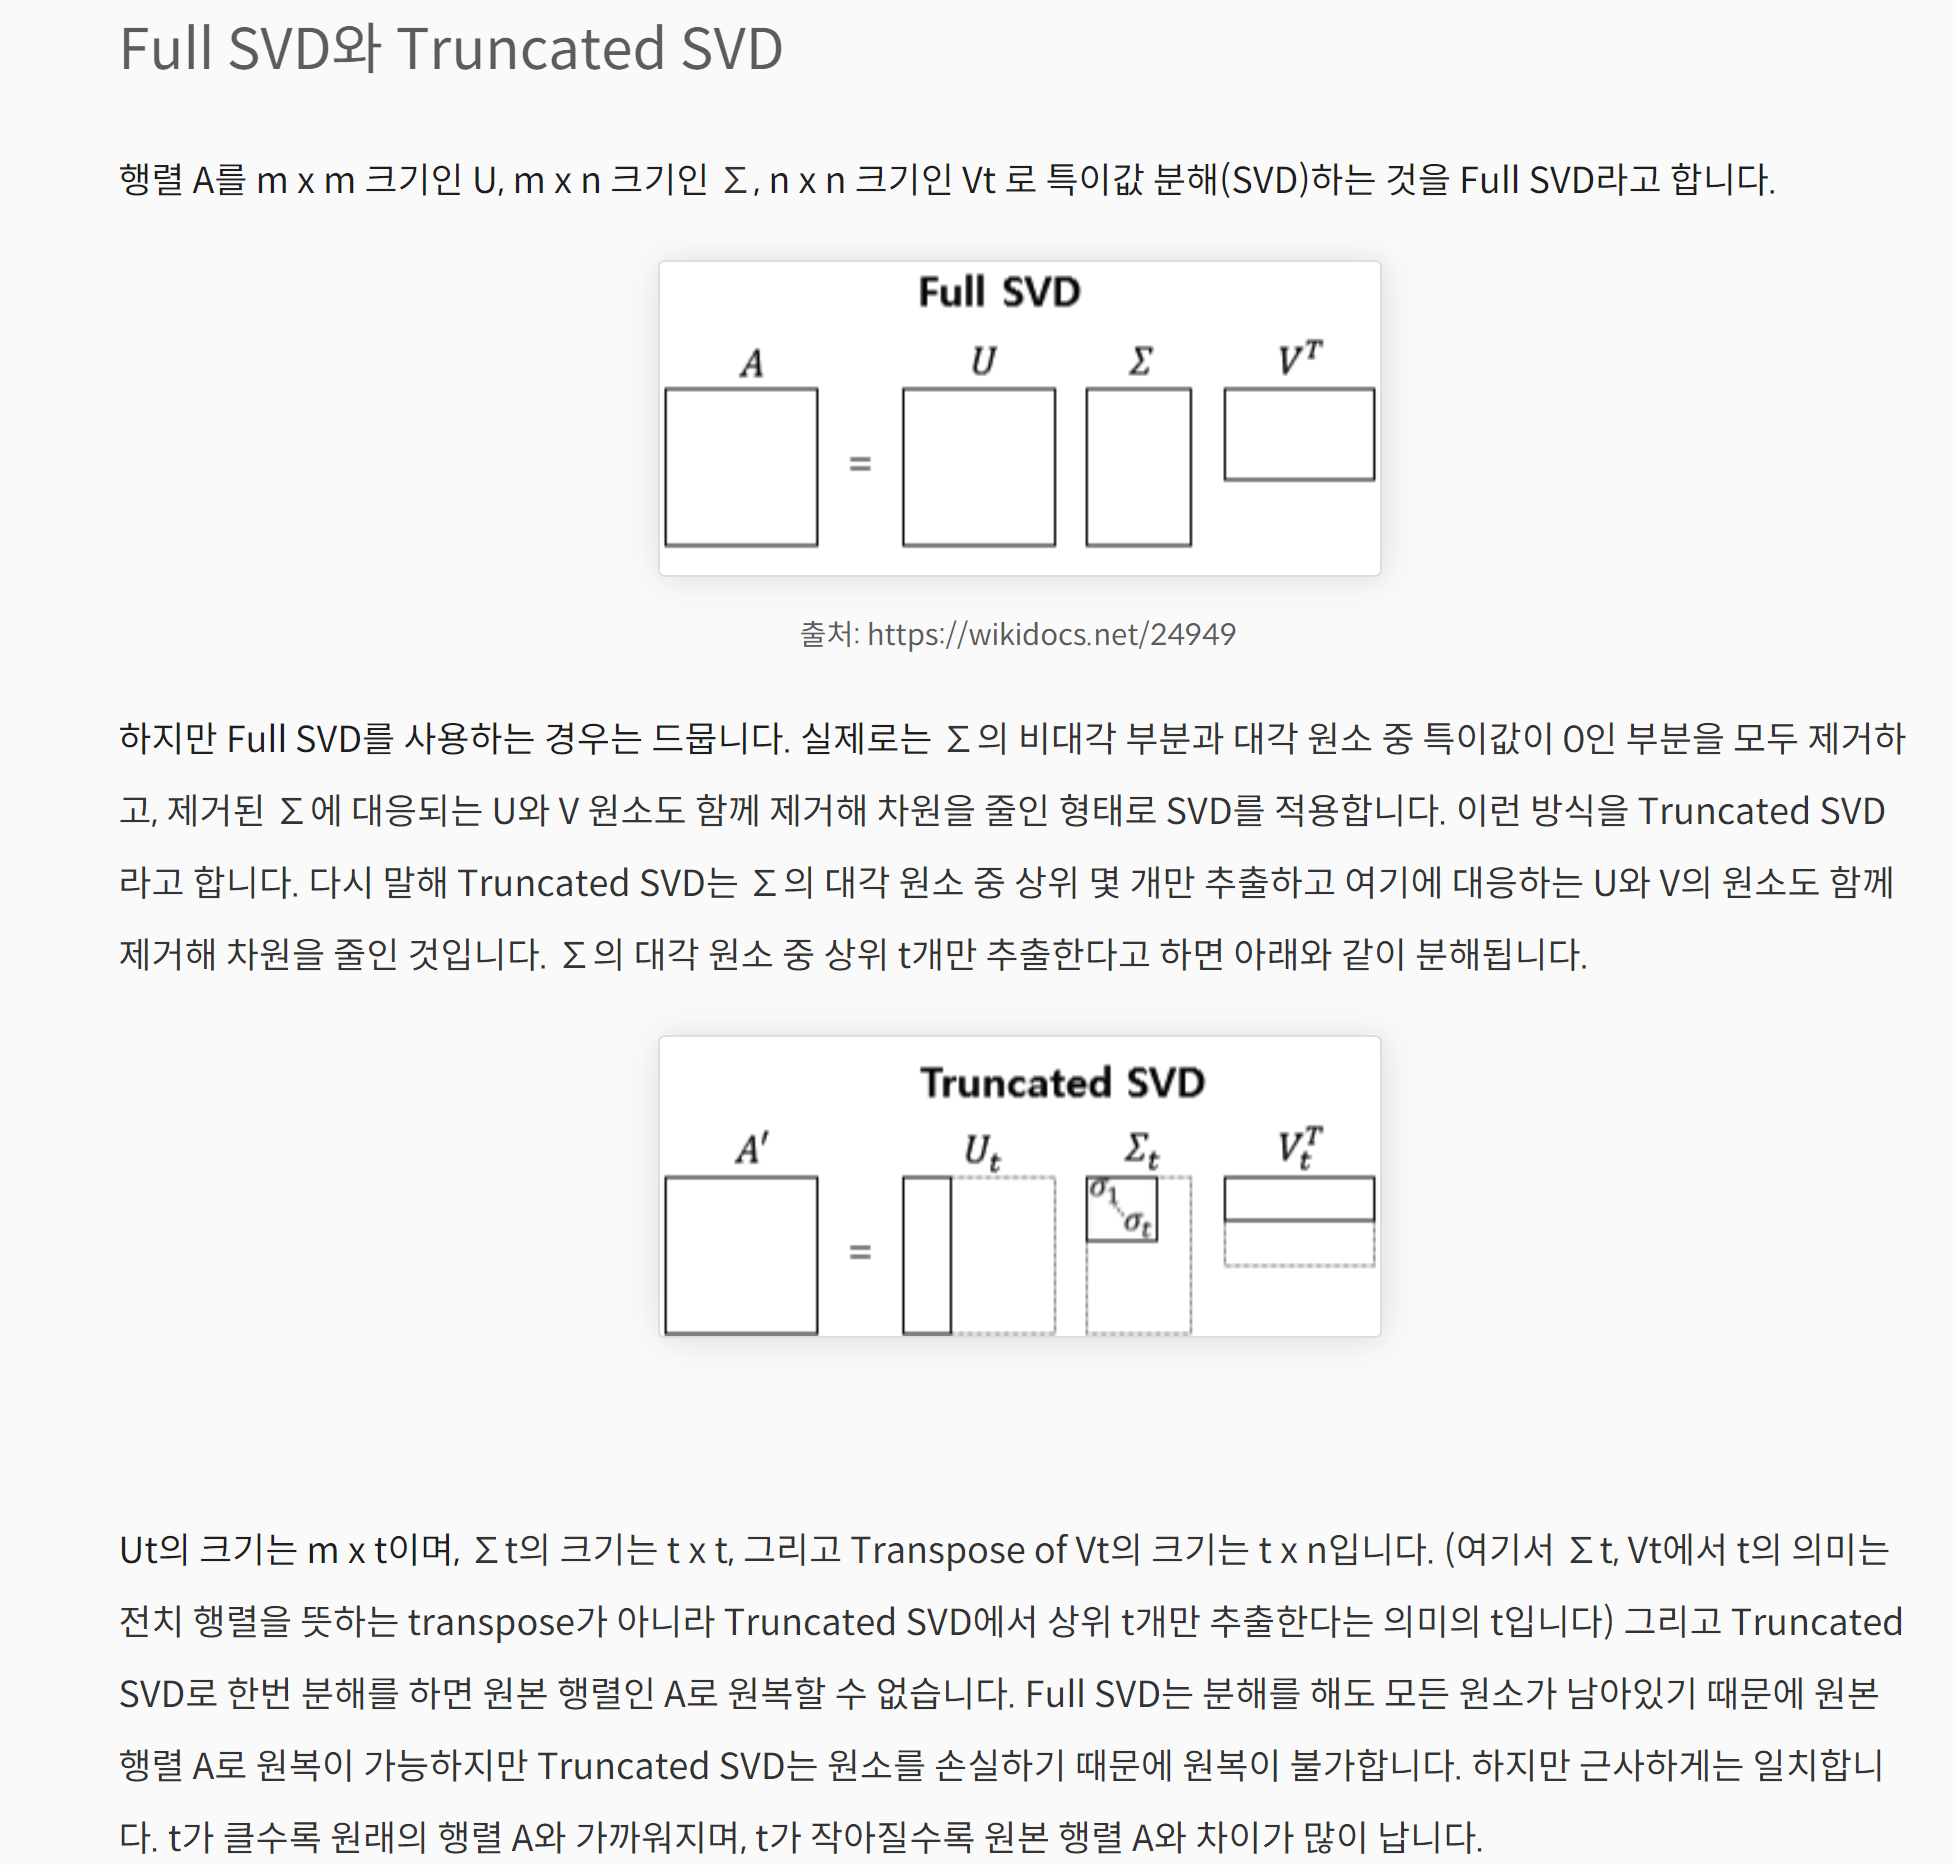 Full SVD와 Truncated SVD
행렬 A를 m x m 크기인 U, m x n 크기인 Σ, n x n 크기인 Vt 로 특이값 분해(SVD)하는 것을 Full SVD라고 합니다.
Full SVD
A U Σ V^T
=
출처: https://wikidocs.net/24949
하지만 Full SVD를 사용하는 경우는 드뭅니다. 실제로는 Σ의 비대각 부분과 대각 원소 중 특이값이 0인 부분을 모두 제거하
고, 제거된 Σ에 대응되는 U와 V 원소도 함께 제거해 차원을 줄인 형태로 SVD를 적용합니다. 이런 방식을 Truncated SVD
라고 합니다. 다시 말해 Truncated SVD는 Σ의 대각 원소 중 상위 몇 개만 추출하고 여기에 대응하는 U와 V의 원소도 함께
제거해 차원을 줄인 것입니다. Σ의 대각 원소 중 상위 t개만 추출한다고 하면 아래와 같이 분해됩니다.
Truncated SVD
A′ U_t Σ_t V_t^T
σ_1
σ_t
=
Ut의 크기는 m x t이며, Σt의 크기는 t x t, 그리고 Transpose of Vt의 크기는 t x n입니다. (여기서 Σt, Vt에서 t의 의미는
전치 행렬을 뜻하는 transpose가 아니라 Truncated SVD에서 상위 t개만 추출한다는 의미의 t입니다) 그리고 Truncated
SVD로 한번 분해를 하면 원본 행렬인 A로 원복할 수 없습니다. Full SVD는 분해를 해도 모든 원소가 남아있기 때문에 원본
행렬 A로 원복이 가능하지만 Truncated SVD는 원소를 손실하기 때문에 원복이 불가합니다. 하지만 근사하게는 일치합니
다. t가 클수록 원래의 행렬 A와 가까워지며, t가 작아질수록 원본 행렬 A와 차이가 많이 납니다.